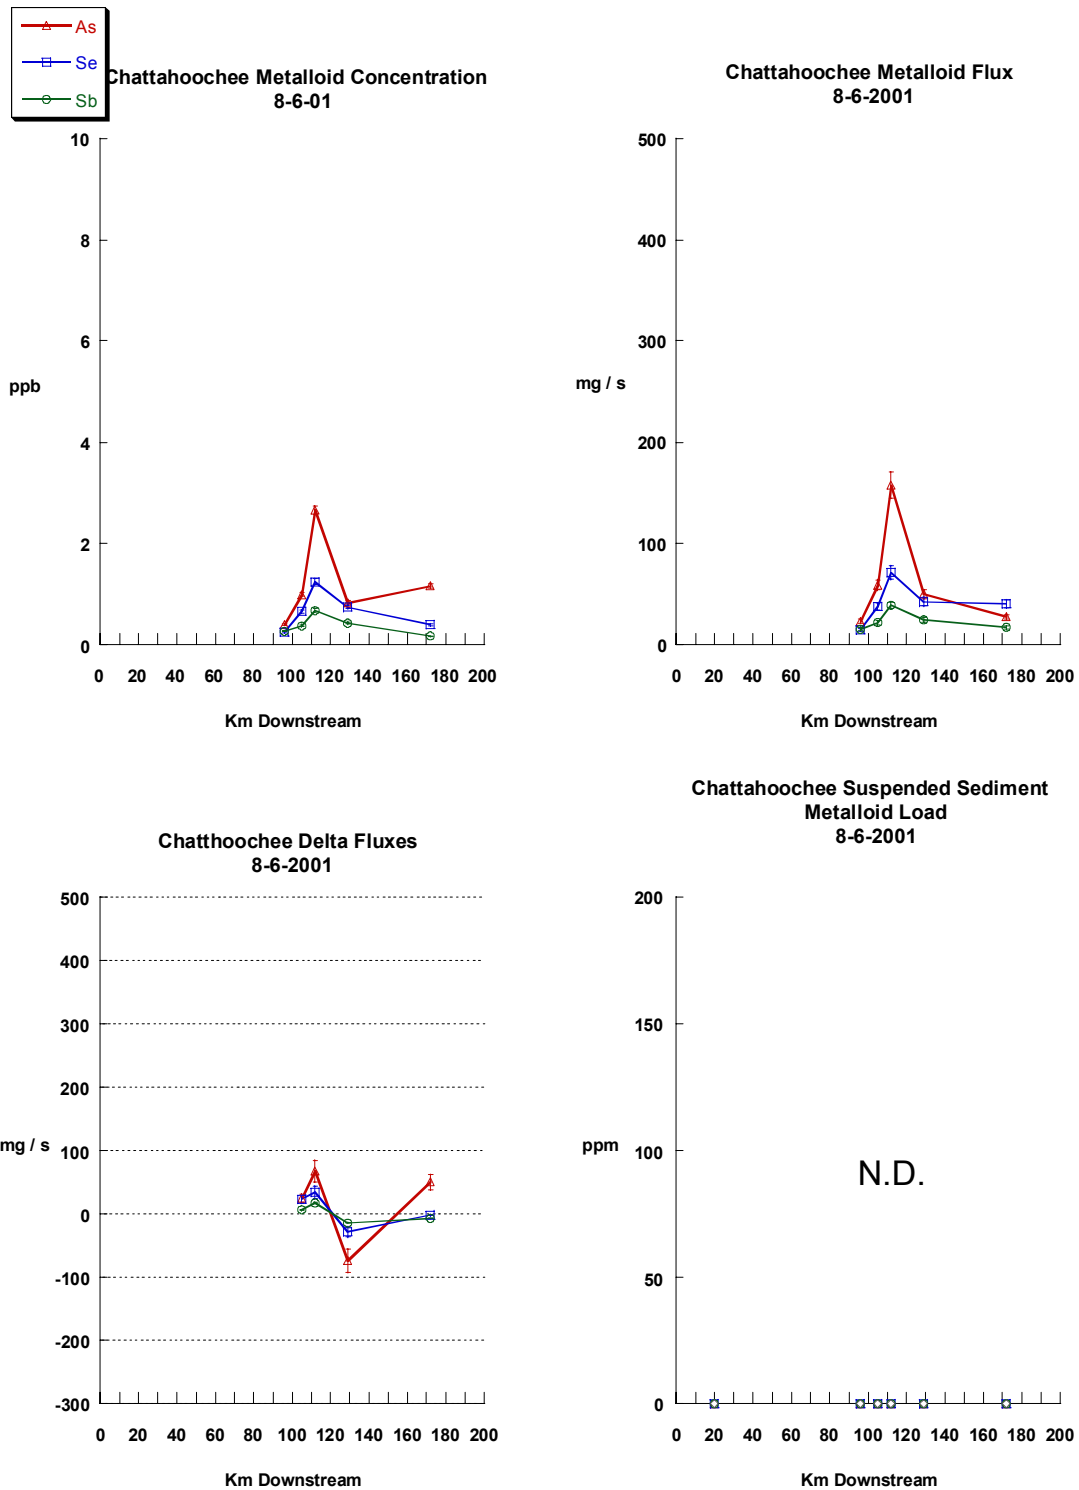 As
Se
Sb
Chattahoochee Metalloid Concentration
8-6-01
10
8
6
ppb
4
2
0
0 20 40 60 80 100 120 140 160 180 200
Km Downstream
Chattahoochee Metalloid Flux
8-6-2001
500
400
300
mg / s
200
100
0
0 20 40 60 80 100 120 140 160 180 200
Km Downstream
Chatthoochee Delta Fluxes
8-6-2001
500
400
300
200
mg / s 100
0
-100
-200
-300
0 20 40 60 80 100 120 140 160 180 200
Km Downstream
Chattahoochee Suspended Sediment
Metalloid Load
8-6-2001
200
150
ppm 100
N.D.
50
0
0 20 40 60 80 100 120 140 160 180 200
Km Downstream